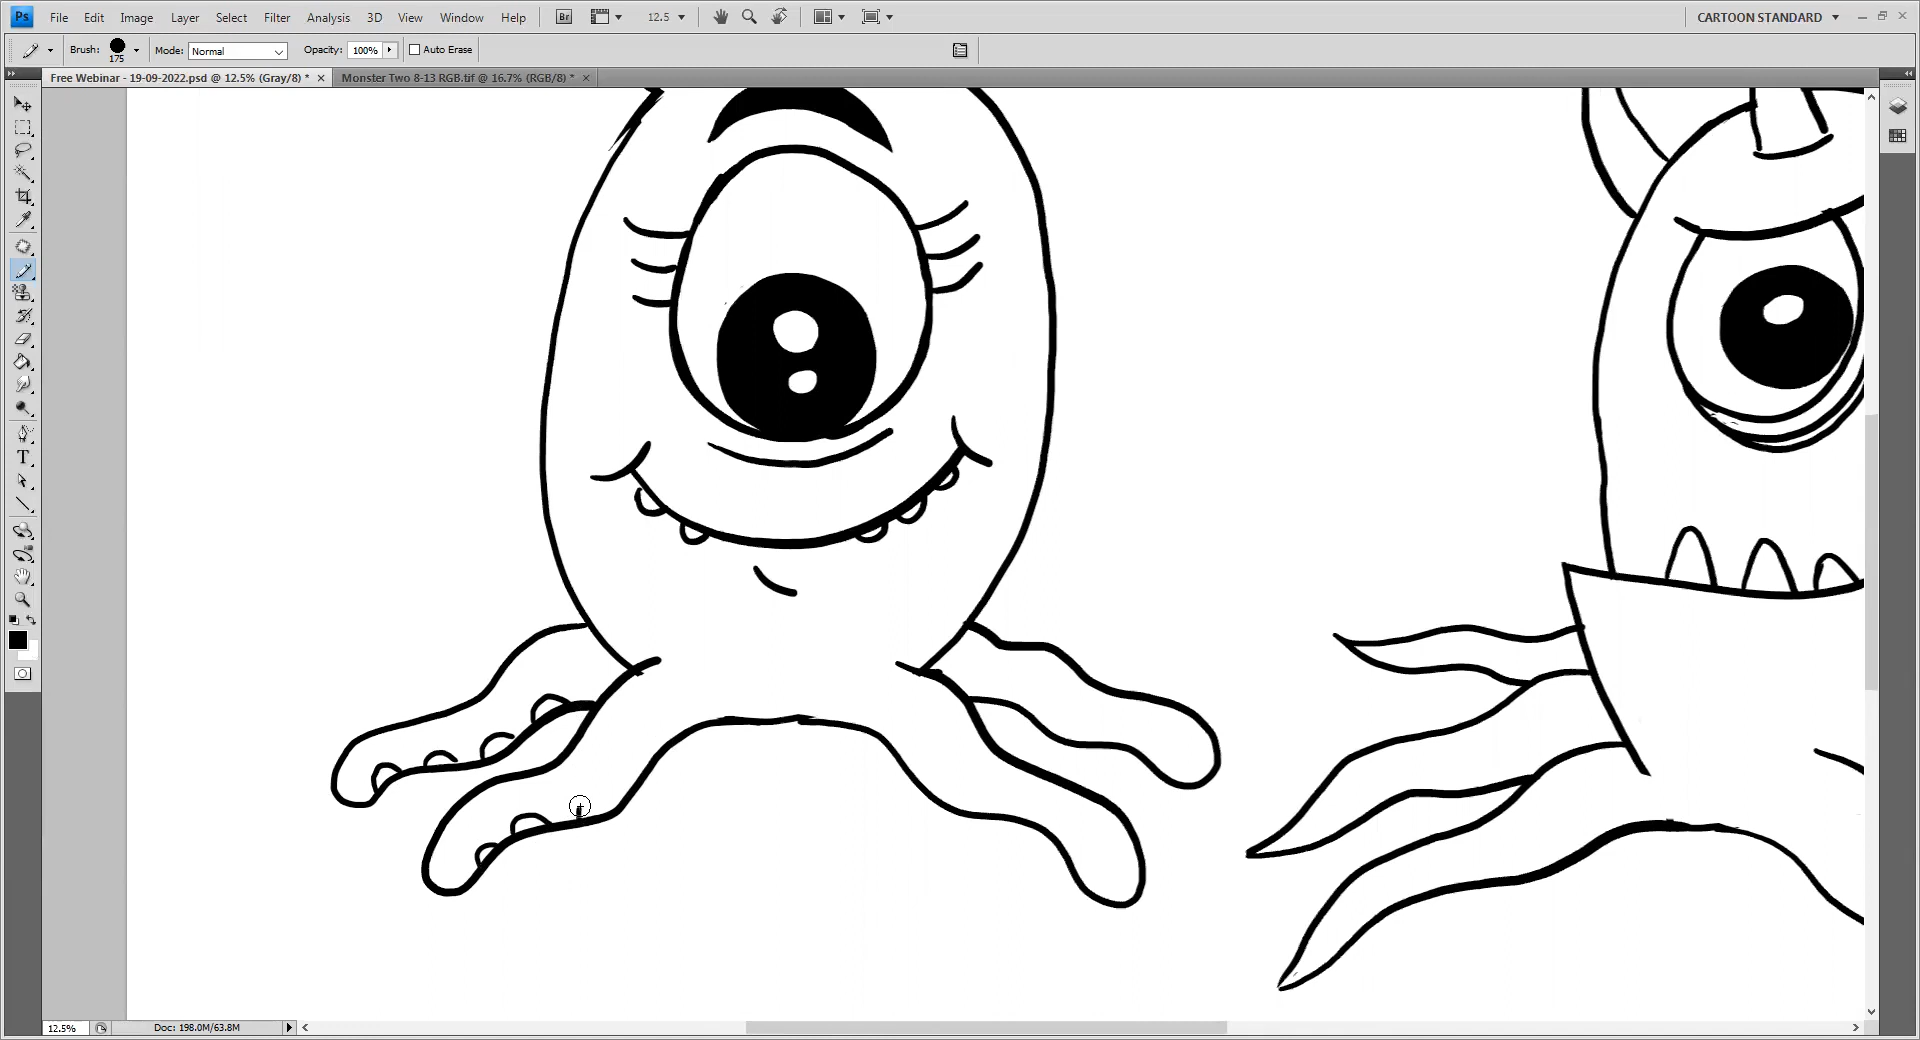 Ps File Edit Image Layer Select Filter Analysis 3D View Window Help Br 12.5 CARTOON STANDARD
Brush: 175 Mode: Normal Opacity: 100% Auto Erase
Free Webinar - 19-09-2022.psd @ 12.5% (Gray/8) * × Monster Two 8-13 RGB.tif @ 16.7% (RGB/8) * ×
T
12.5% Doc: 198.0M/63.8M